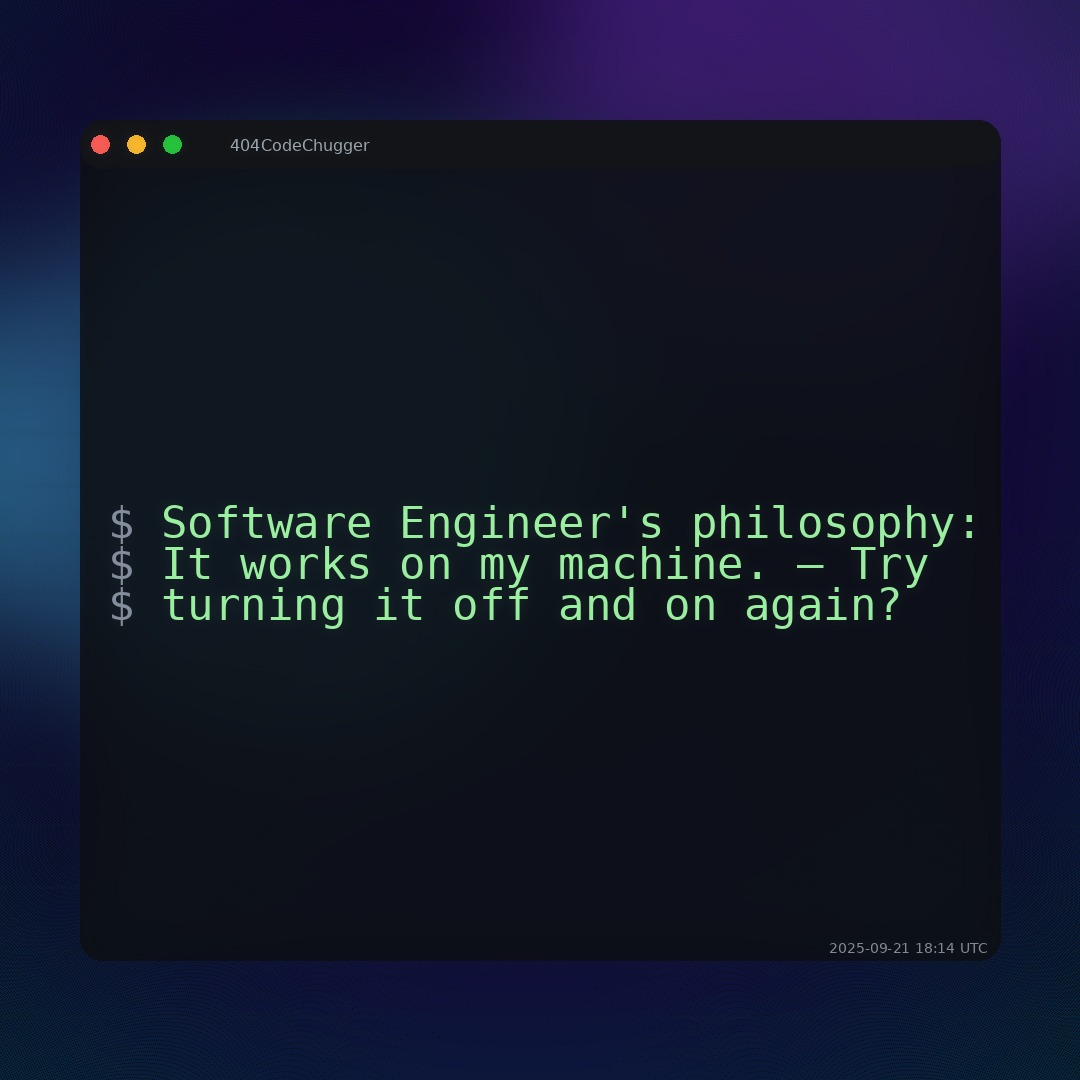 404CodeChugger
$ Software Engineer's philosophy:
$ It works on my machine. — Try
$ turning it off and on again?
2025-09-21 18:14 UTC